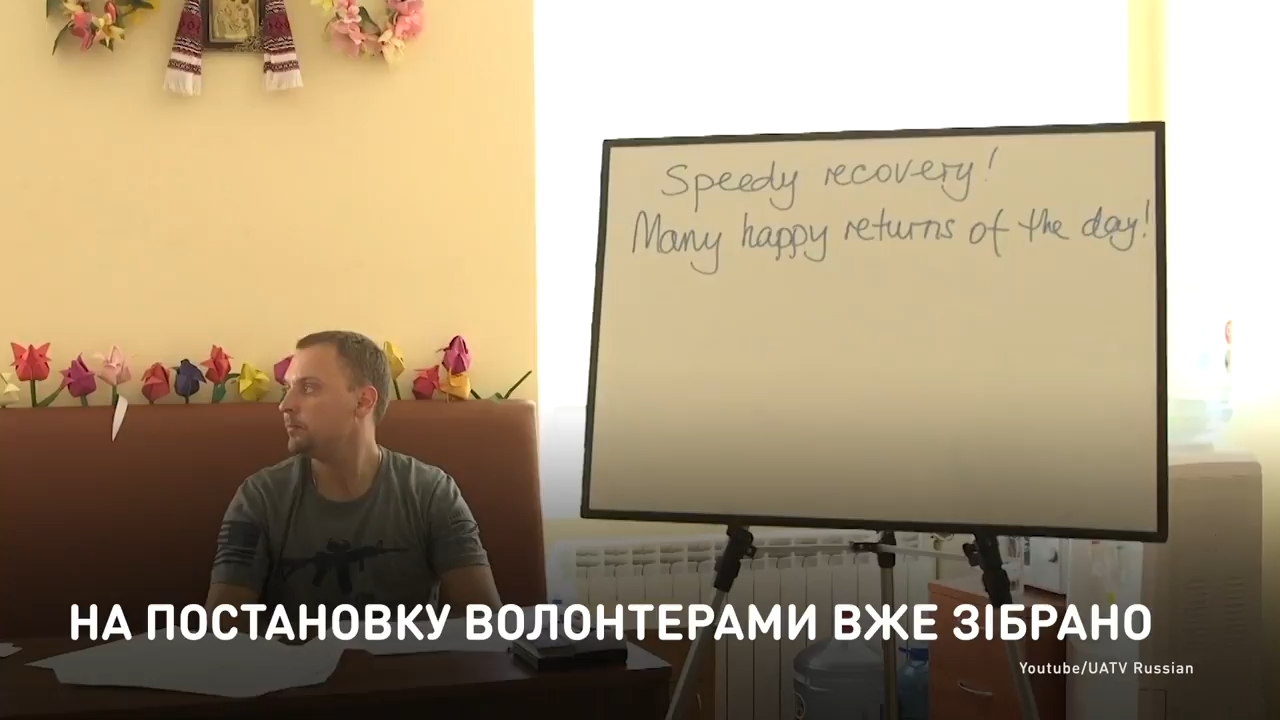 Speedy recovery!
Many happy returns of the day!
НА ПОСТАНОВКУ ВОЛОНТЕРАМИ ВЖЕ ЗІБРАНО
Youtube/UATV Russian